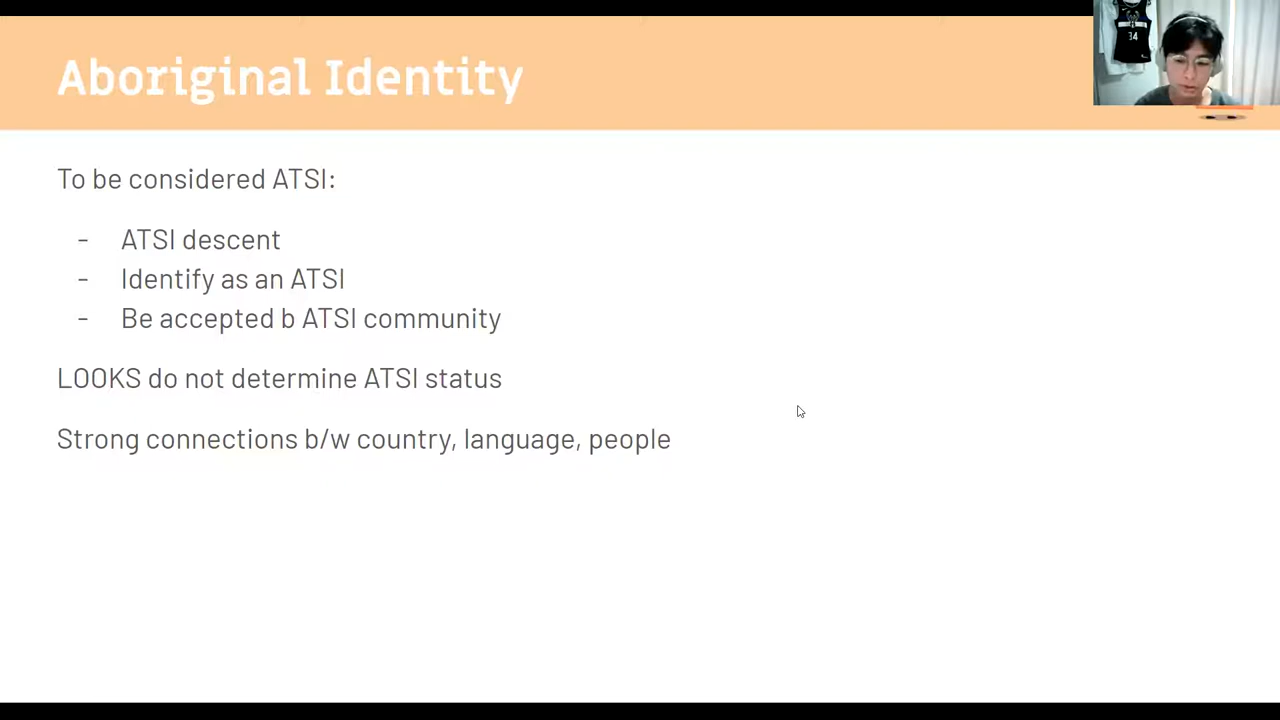 Aboriginal Identity
34
To be considered ATSI:
- ATSI descent
- Identify as an ATSI
- Be accepted b ATSI community
LOOKS do not determine ATSI status
Strong connections b/w country, language, people